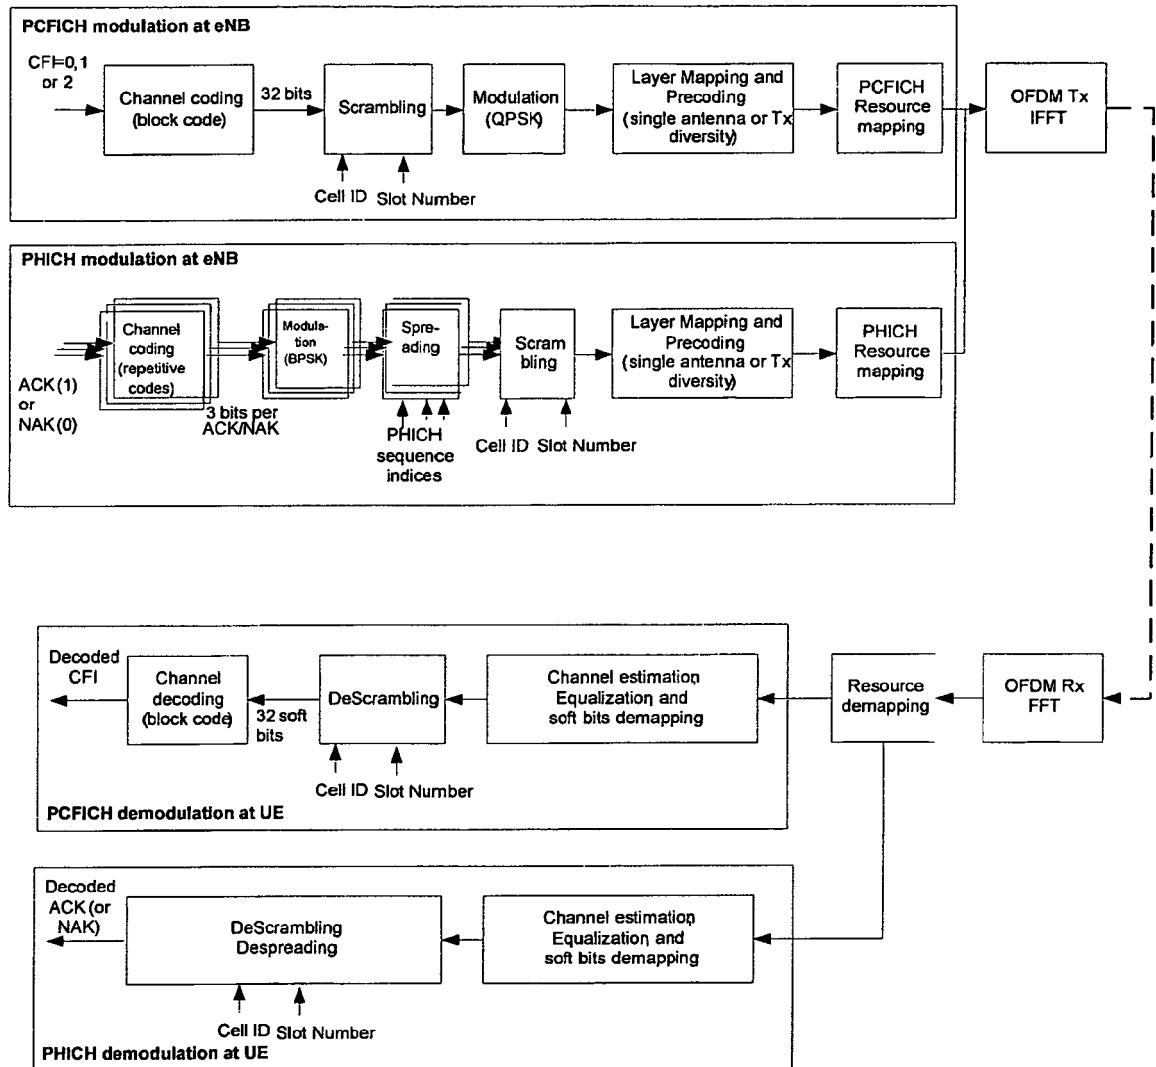 PCFICH modulation at eNB
CFI=0,1
or 2
Channel coding
(block code)
32 bits
Scrambling
Cell ID
Slot Number
Modulation
(QPSK)
Layer Mapping and
Precoding
(single antenna or Tx
diversity)
PCFICH
Resource
mapping
OFDM Tx
IFFT
PHICH modulation at eNB
ACK(1)
or
NAK(0)
Channel
coding
(repetitive
codes)
3 bits per
ACK/NAK
Modula-
tion
(BPSK)
Spre-
ading
PHICH
sequence
indices
Scram
bling
Cell ID
Slot Number
Layer Mapping and
Precoding
(single antenna or Tx
diversity)
PHICH
Resource
mapping
Decoded
CFI
Channel
decoding
(block code)
32 soft
bits
DeScrambling
Cell ID
Slot Number
Channel estimation
Equalization and
soft bits demapping
Resource
demapping
OFDM Rx
FFT
PCFICH demodulation at UE
Decoded
ACK(or
NAK)
DeScrambling
Despreading
Cell ID
Slot Number
Channel estimation
Equalization and
soft bits demapping
PHICH demodulation at UE